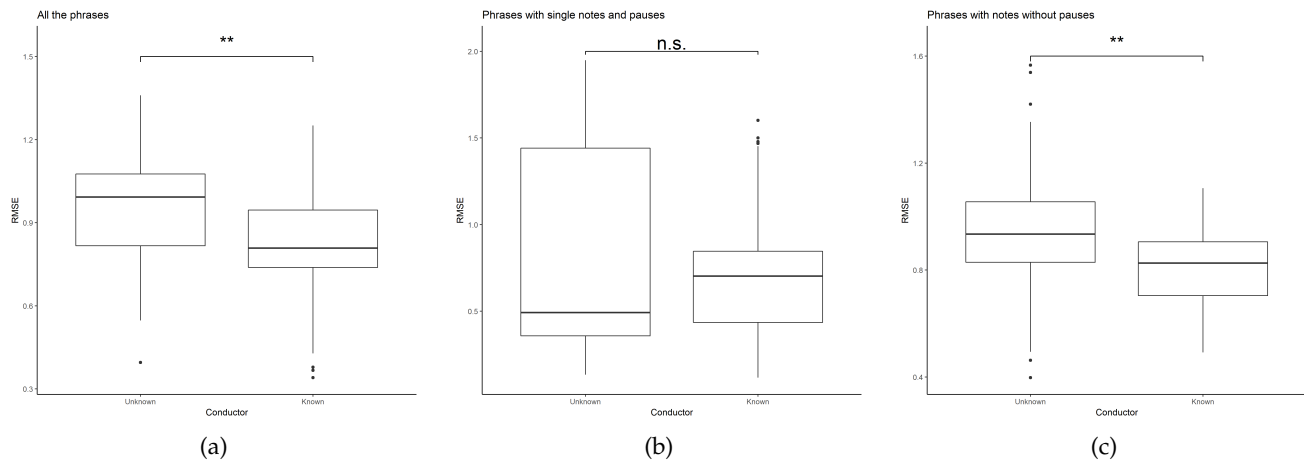 All the phrases
**
1.5
1.2
0.9
0.6
0.3
RMSE
Unknown
Known
Conductor
(a)
Phrases with single notes and pauses
n.s.
2.0
1.5
1.0
0.5
RMSE
Unknown
Known
Conductor
(b)
Phrases with notes without pauses
**
1.6
1.2
0.8
0.4
RMSE
Unknown
Known
Conductor
(c)